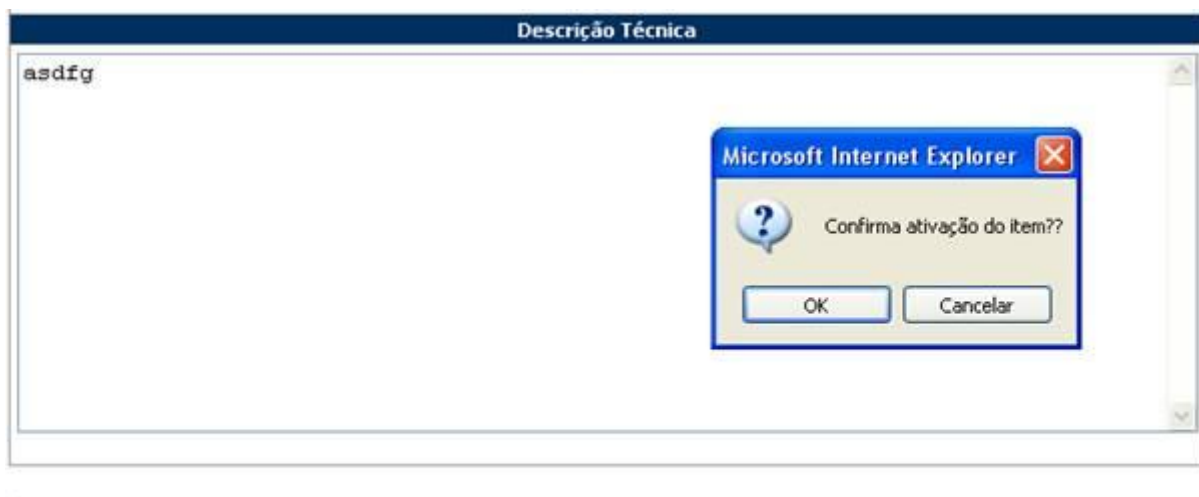 Descrição Técnica
asdfg
Microsoft Internet Explorer
Confirma ativação do item??
OK
Cancelar